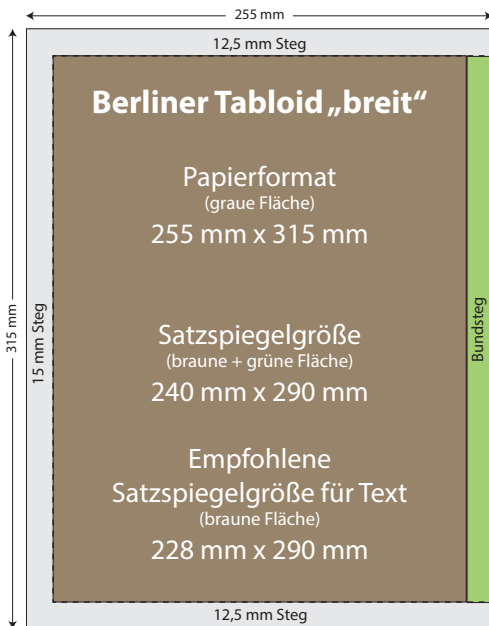 255 mm
12,5 mm Steg
Berliner Tabloid „breit“
Papierformat
(graue Fläche)
255 mm x 315 mm
315 mm
15 mm Steg
Bundsteg
Satzspiegelgröße
(braune + grüne Fläche)
240 mm x 290 mm
Empfohlene
Satzspiegelgröße für Text
(braune Fläche)
228 mm x 290 mm
12,5 mm Steg